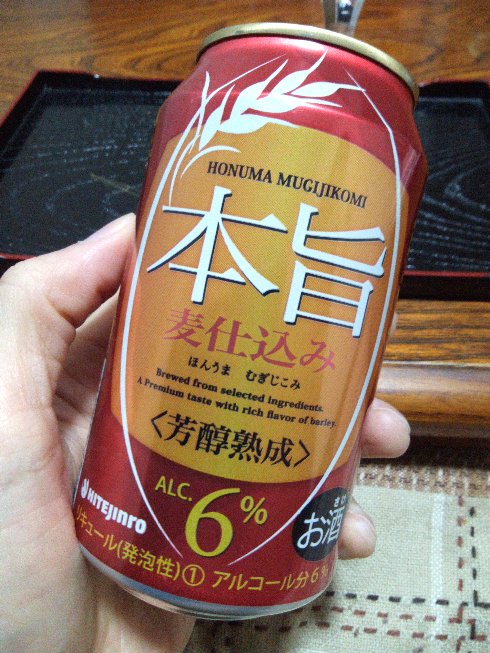 HONUMA MUGIJIKOMI
本旨
麦仕込み
ほんうま むぎじこみ
Brewed from selected ingredients.
A Premium taste with rich flavor of barley.
〈芳醇熟成〉
ALC.
6%
HITEJINRO
さけ
お酒
リキュール(発泡性)① アルコール分6%